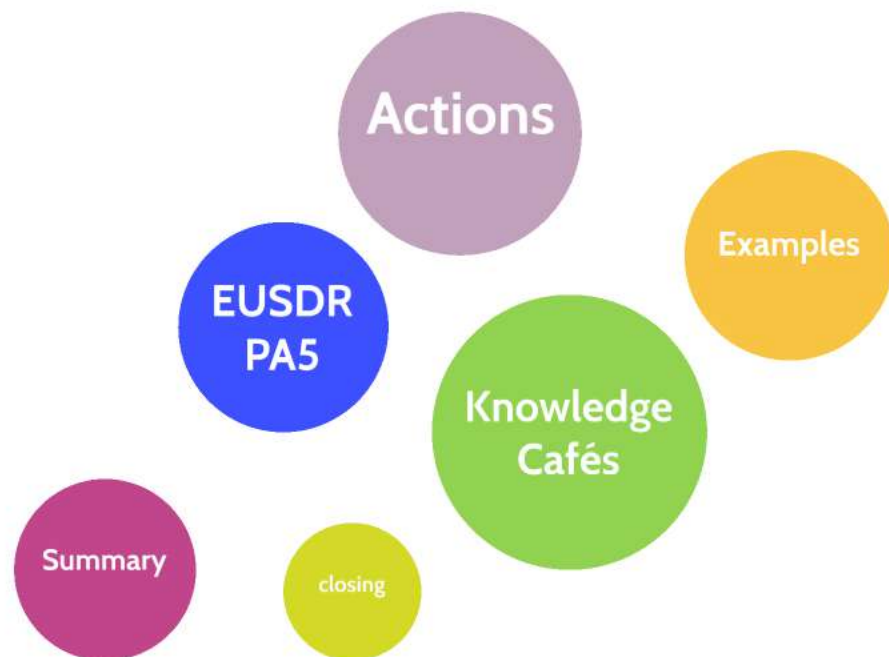 Actions
Examples
EUSDR
PA5
Knowledge
Cafés
Summary
closing